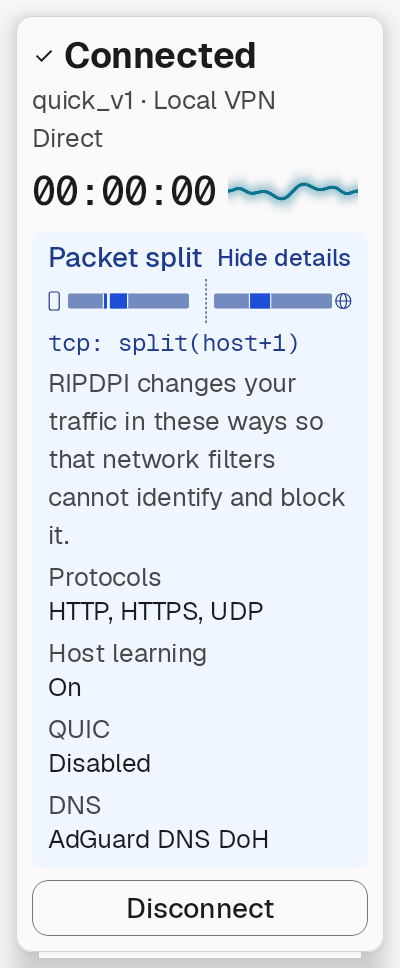 Connected
quick_v1 · Local VPN
Direct
00:00:00
Packet split Hide details
tcp: split(host+1)
RIPDPI changes your
traffic in these ways so
that network filters
cannot identify and block
it.
Protocols
HTTP, HTTPS, UDP
Host learning
On
QUIC
Disabled
DNS
AdGuard DNS DoH
Disconnect